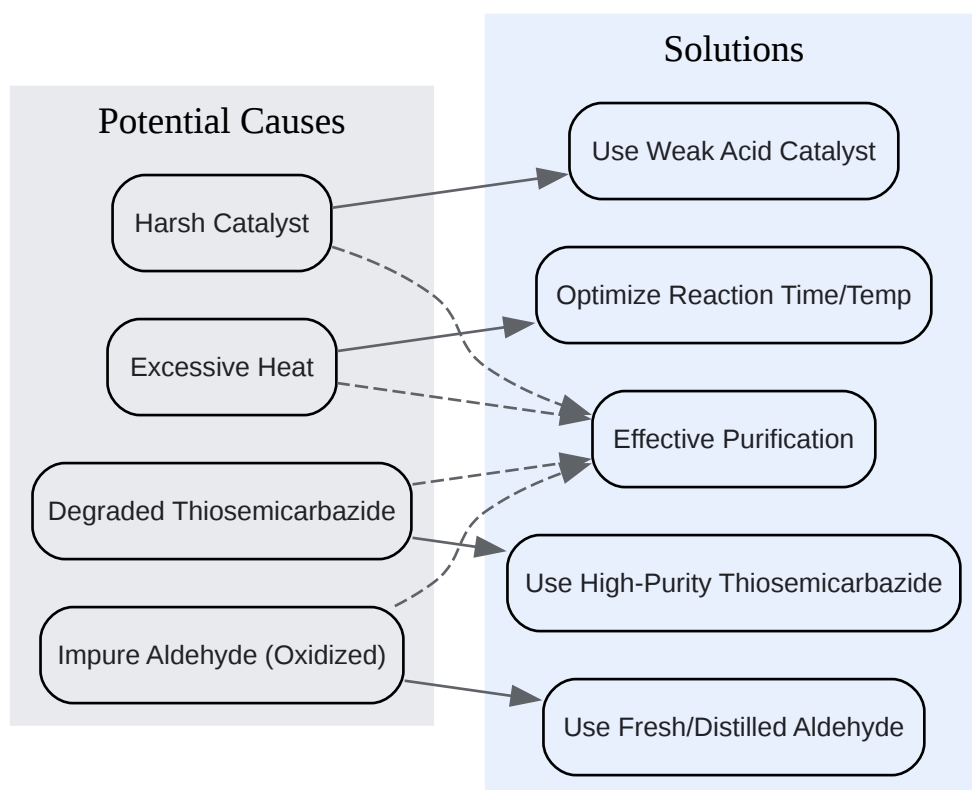 Potential Causes
Harsh Catalyst
Excessive Heat
Degraded Thiosemicarbazide
Impure Aldehyde (Oxidized)
Solutions
Use Weak Acid Catalyst
Optimize Reaction Time/Temp
Effective Purification
Use High-Purity Thiosemicarbazide
Use Fresh/Distilled Aldehyde